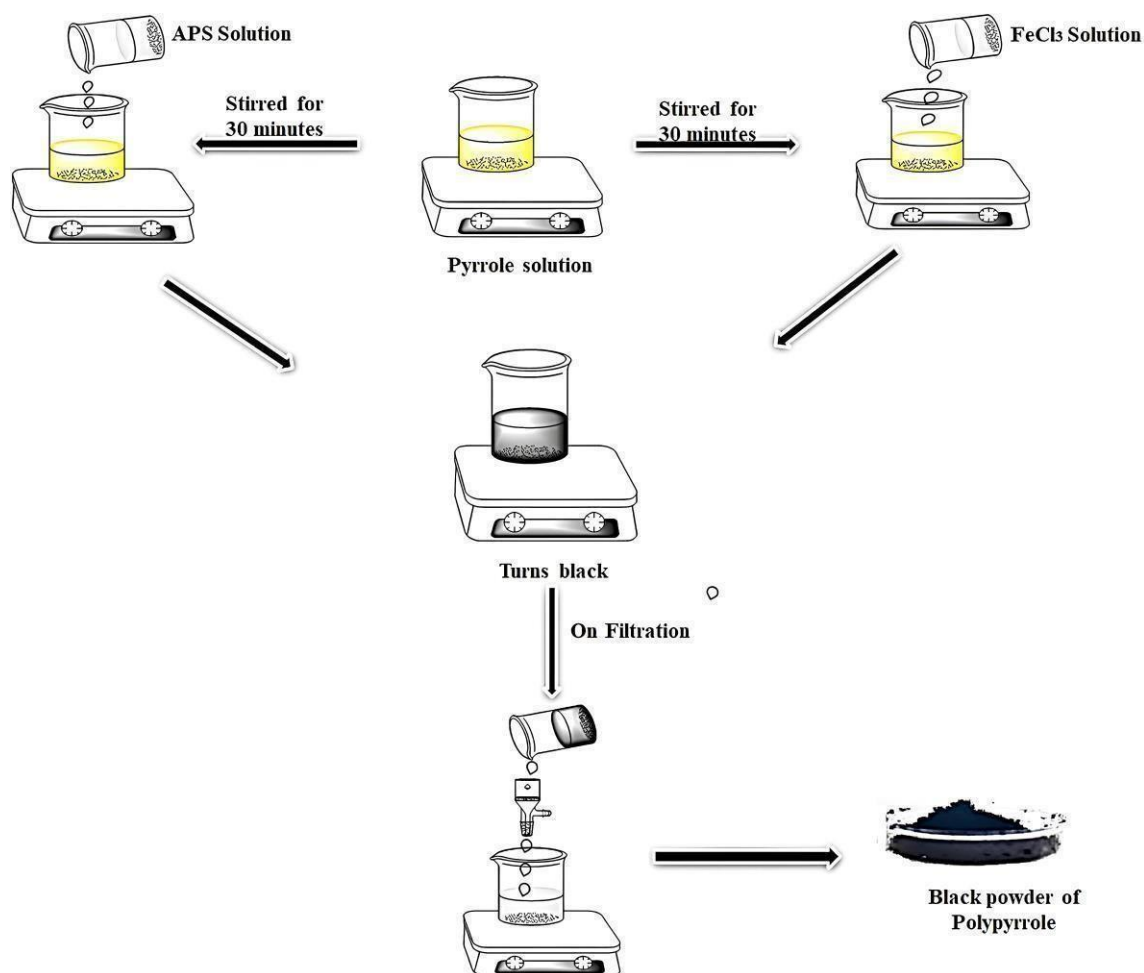 APS Solution
FeCl₃ Solution
Stirred for
30 minutes
Stirred for
30 minutes
Pyrrole solution
Turns black
On Filtration
Black powder of
Polypyrrole